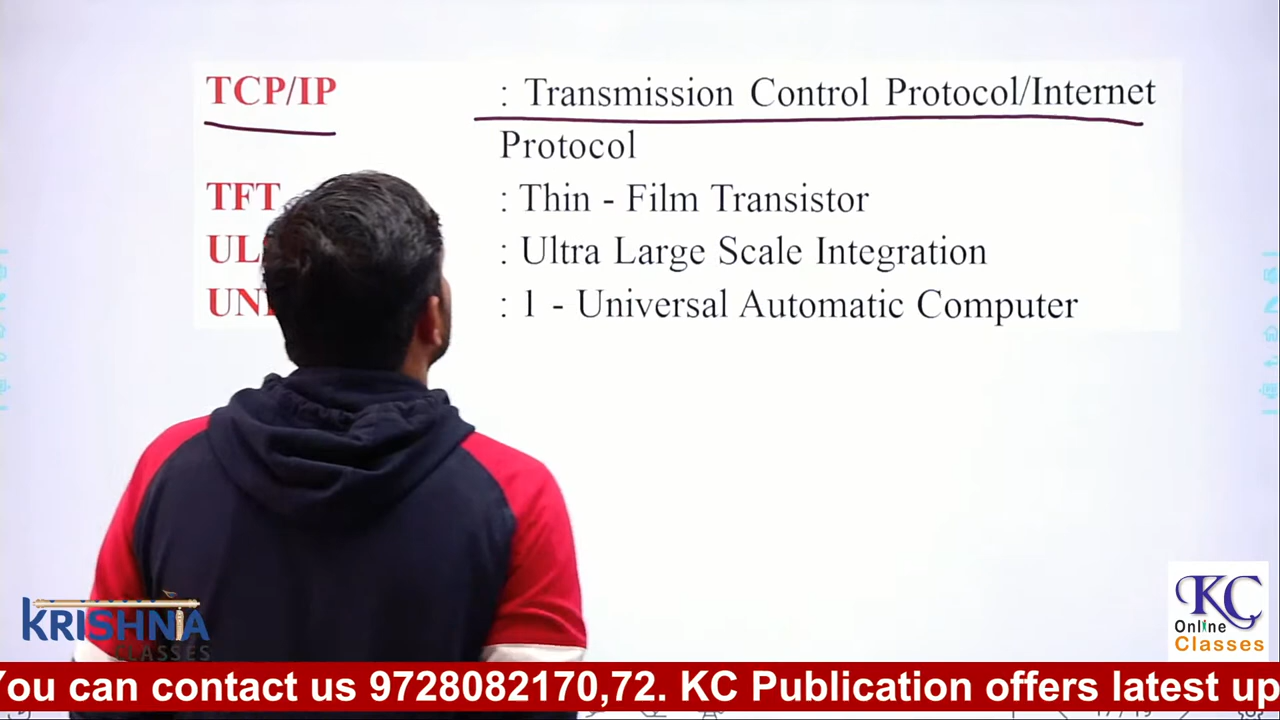 TCP/IP : Transmission Control Protocol/Internet
Protocol
TFT : Thin - Film Transistor
: Ultra Large Scale Integration
: 1 - Universal Automatic Computer
KRISHNA
CLASSES
KC
Online
Classes
You can contact us 9728082170,72. KC Publication offers latest up